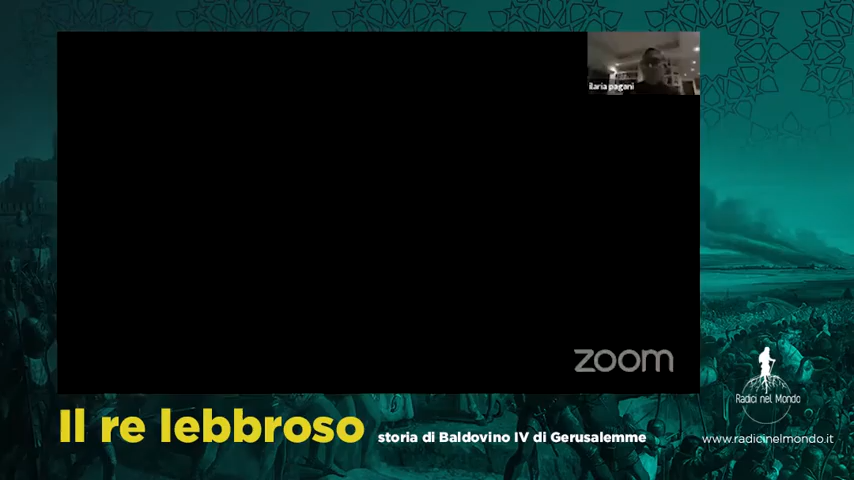 ilaria pagani
zoom
Radici nel Mondo
Il re lebbroso
storia di Baldovino IV di Gerusalemme
www.radicinelmondo.it